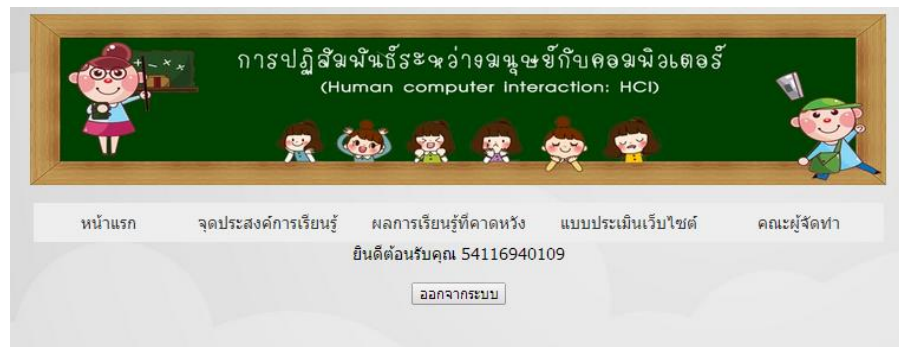 การปฏิสัมพันธ์ระหว่างมนุษย์กับคอมพิวเตอร์
(Human computer interaction: HCI)
หน้าแรก จุดประสงค์การเรียนรู้ ผลการเรียนรู้ที่คาดหวัง แบบประเมินเว็บไซต์ คณะผู้จัดทำ
ยินดีต้อนรับคุณ 54116940109
ออกจากระบบ